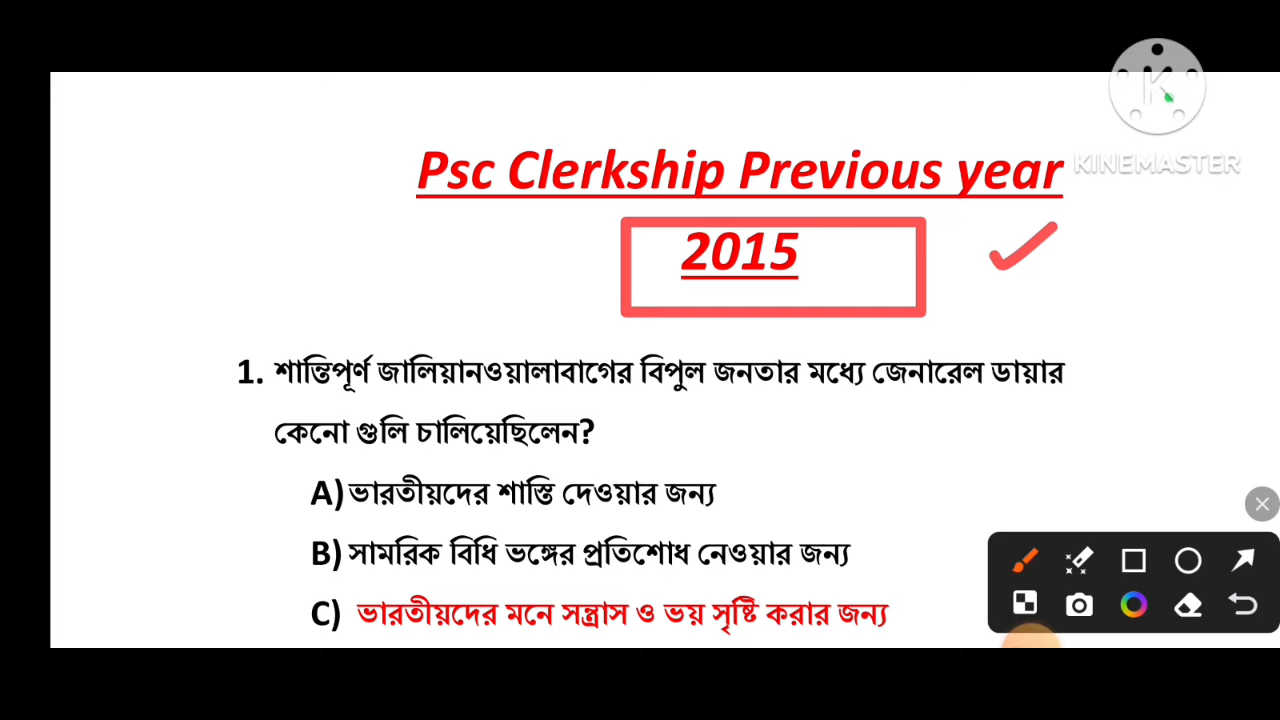 KINEMASTER
Psc Clerkship Previous year
2015
1. শান্তিপূর্ণ জালিয়ানওয়ালাবাগের বিপুল জনতার মধ্যে জেনারেল ডায়ার
কেনো গুলি চালিয়েছিলেন?
A) ভারতীয়দের শাস্তি দেওয়ার জন্য
B) সামরিক বিধি ভঙ্গের প্রতিশোধ নেওয়ার জন্য
C) ভারতীয়দের মনে সন্ত্রাস ও ভয় সৃষ্টি করার জন্য